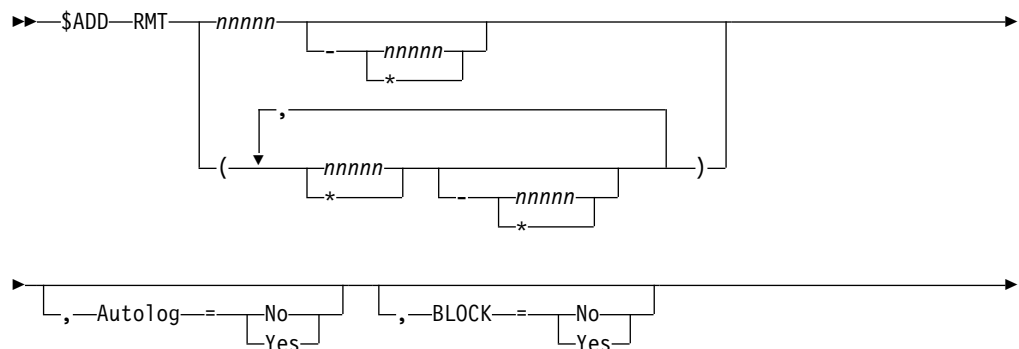 $ADD RMT nnnnn
- nnnnn
*
,
( nnnnn )
* - nnnnn
*
, Autolog = No , BLOCK = No
Yes Yes